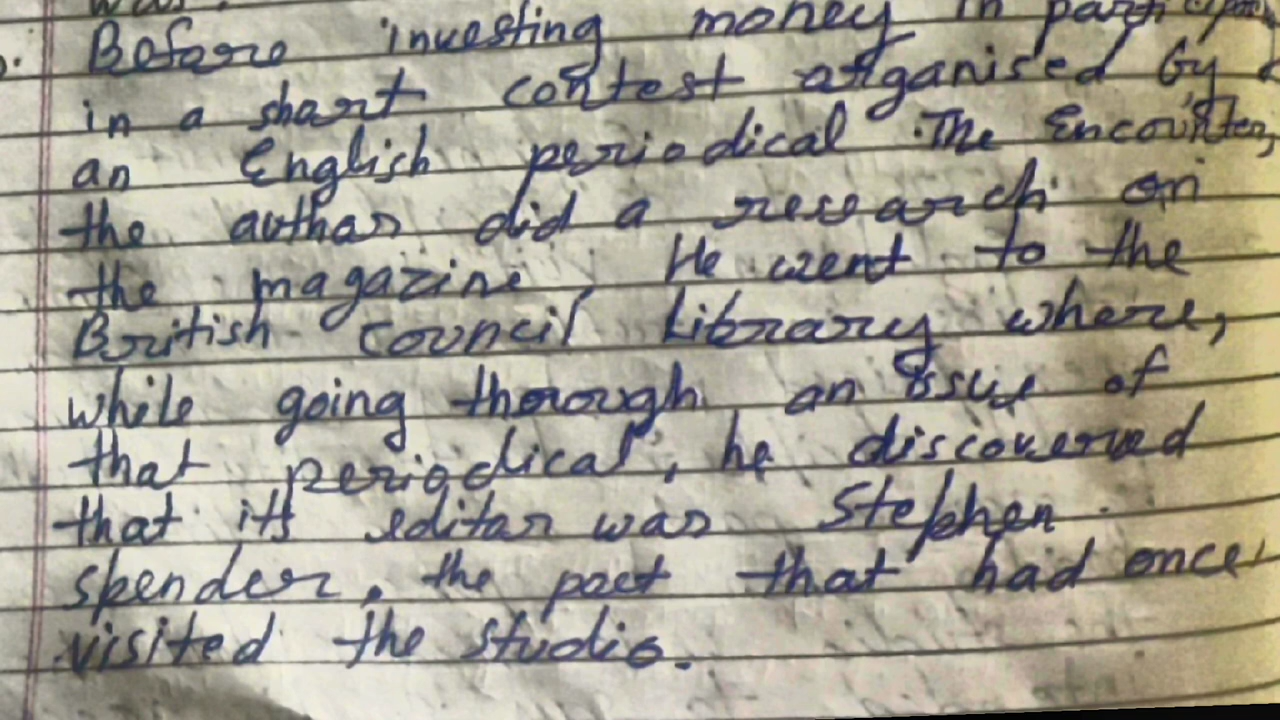 was.
Before investing money in
in a short contest organised by
an English periodical The Encounter,
the author did a research on
the magazine. He went to the
British Council Library where,
while going thorough an issue of
that periodical, he discovered
that its editor was Stephen
spender, the poet that had once
visited the studio.